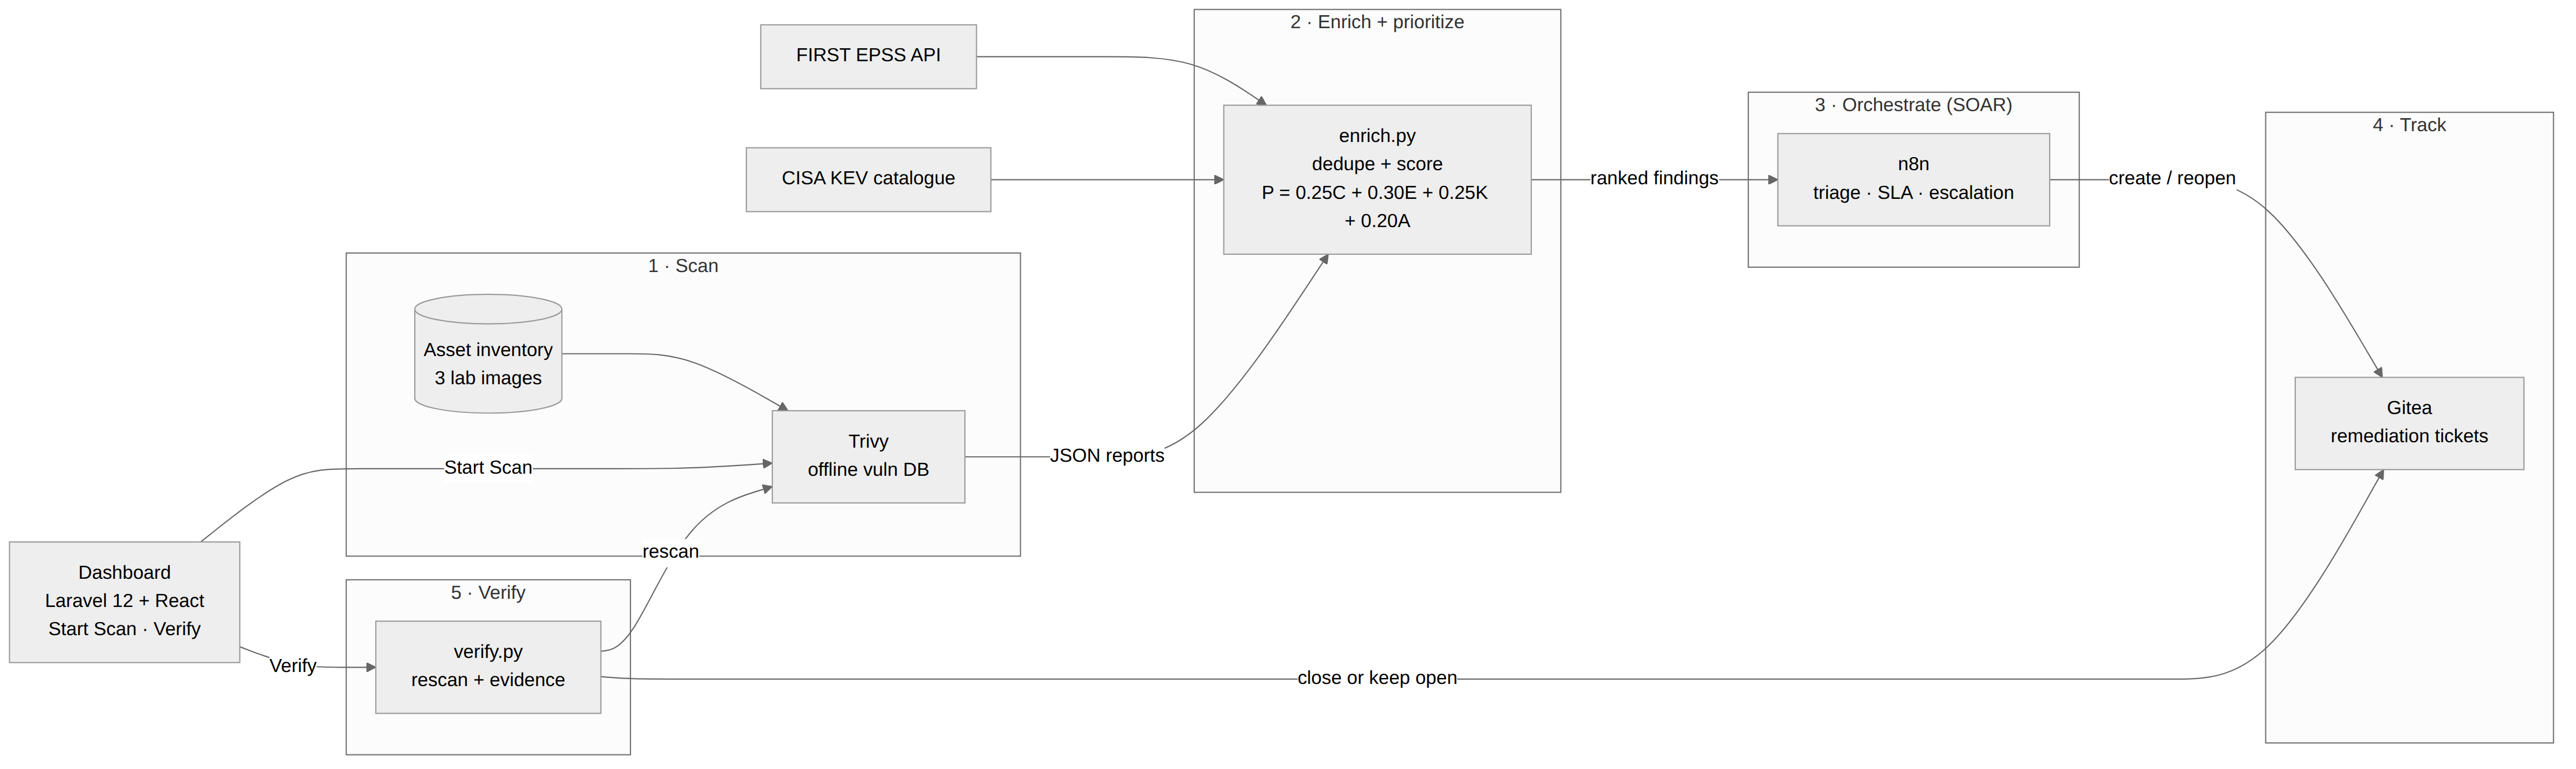 FIRST EPSS API
CISA KEV catalogue
2 · Enrich + prioritize
enrich.py
dedupe + score
P = 0.25C + 0.30E + 0.25K
+ 0.20A
ranked findings
3 · Orchestrate (SOAR)
n8n
triage · SLA · escalation
create / reopen
4 · Track
Gitea
remediation tickets
1 · Scan
Asset inventory
3 lab images
Start Scan
Trivy
offline vuln DB
JSON reports
rescan
Dashboard
Laravel 12 + React
Start Scan · Verify
Verify
5 · Verify
verify.py
rescan + evidence
close or keep open